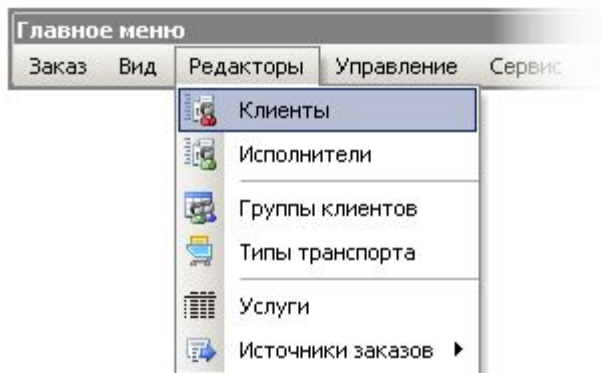 Главное меню
Заказ Вид Редакторы Управление Сервис
Клиенты
Исполнители
Группы клиентов
Типы транспорта
Услуги
Источники заказов